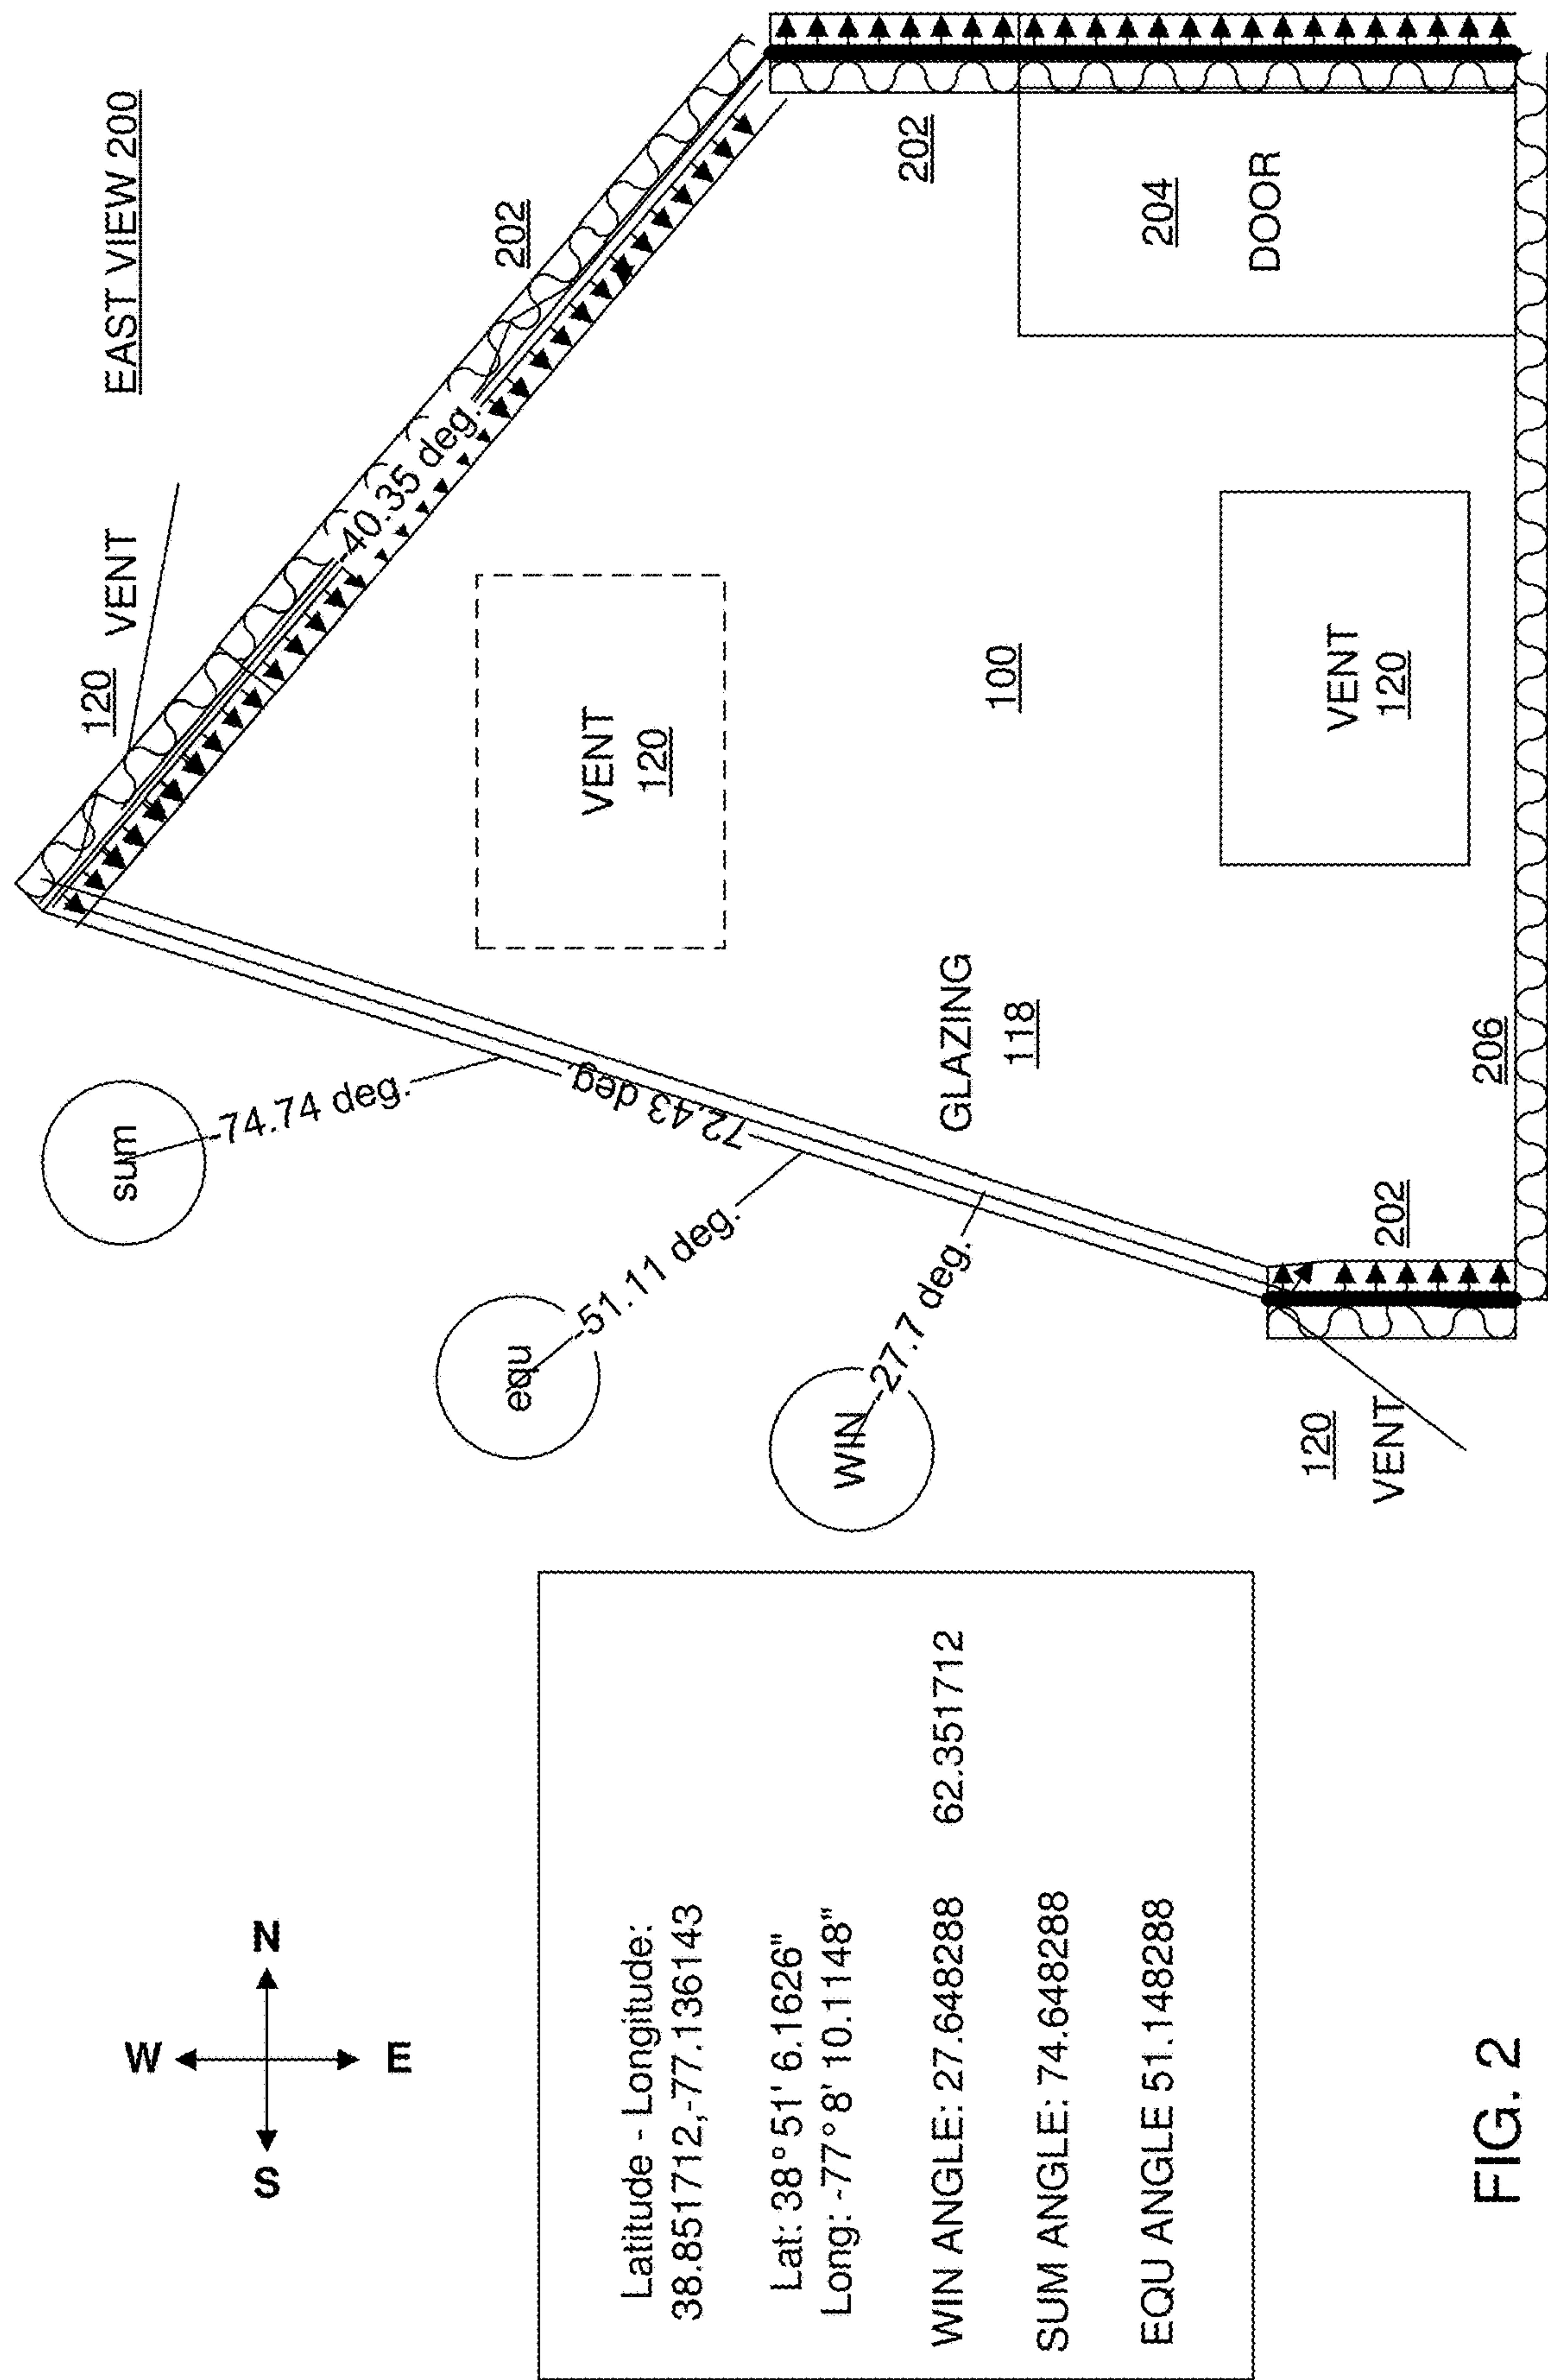 EAST VIEW 200
W
N
S
E
120
VENT
202
-40.35 deg.
sum
-74.74 deg.
72.43 deg.
equ
-51.11 deg.
WIN
-27.7 deg.
VENT
120
GLAZING
118
100
202
204
DOOR
VENT
120
120
VENT
202
206
Latitude - Longitude:
38.851712,-77.136143
Lat: 38°51' 6.1626"
Long: -77°8' 10.1148"
WIN ANGLE: 27.648288 62.351712
SUM ANGLE: 74.648288
EQU ANGLE 51.148288
FIG. 2